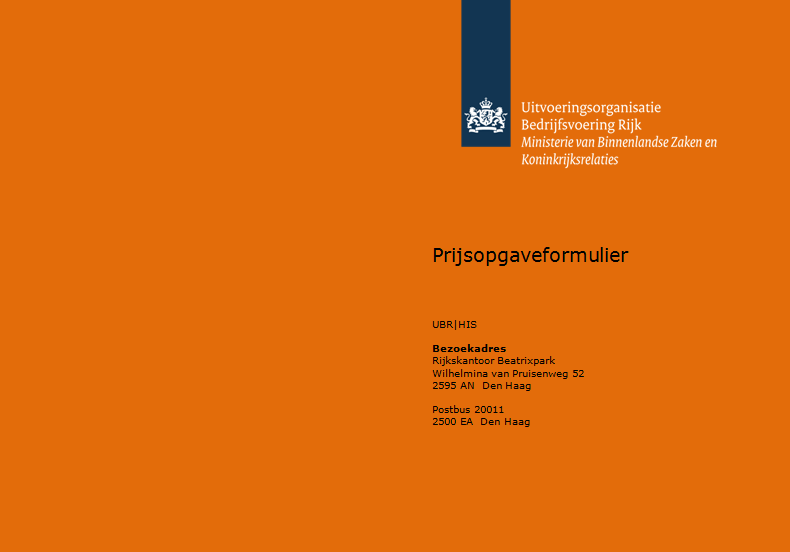 Uitvoeringsorganisatie
Bedrijfsvoering Rijk
Ministerie van Binnenlandse Zaken en
Koninkrijksrelaties
Prijsopgaveformulier
UBR|HIS
Bezoekadres
Rijkskantoor Beatrixpark
Wilhelmina van Pruisenweg 52
2595 AN  Den Haag
Postbus 20011
2500 EA  Den Haag